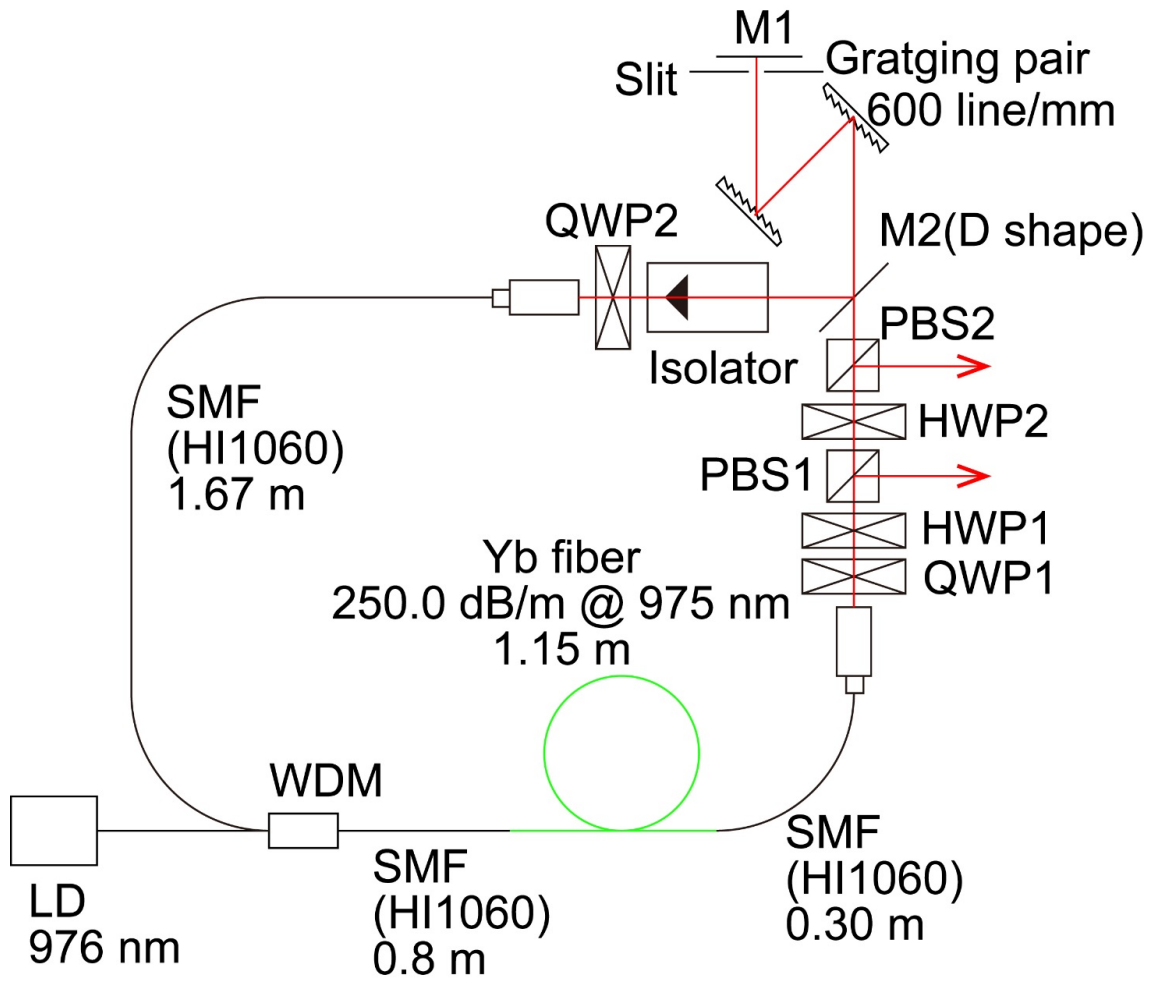 M1
Slit
Gratging pair
600 line/mm
QWP2
M2(D shape)
PBS2
Isolator
SMF
(HI1060)
1.67 m
HWP2
PBS1
HWP1
QWP1
Yb fiber
250.0 dB/m @ 975 nm
1.15 m
WDM
LD
976 nm
SMF
(HI1060)
0.8 m
SMF
(HI1060)
0.30 m